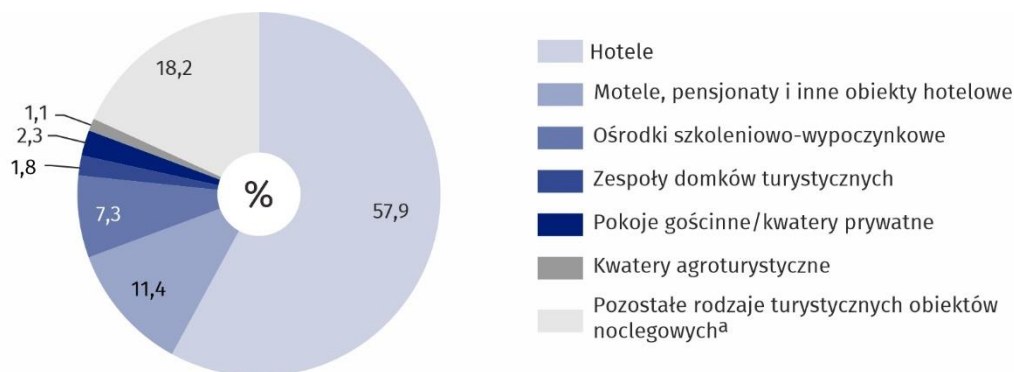 18,2
1,1
2,3
1,8
7,3
11,4
%
57,9
Hotele
Motele, pensjonaty i inne obiekty hotelowe
Ośrodki szkoleniowo-wypoczynkowe
Zespoły domków turystycznych
Pokoje gościnne/kwatery prywatne
Kwatery agroturystyczne
Pozostałe rodzaje turystycznych obiektów
noclegowychª